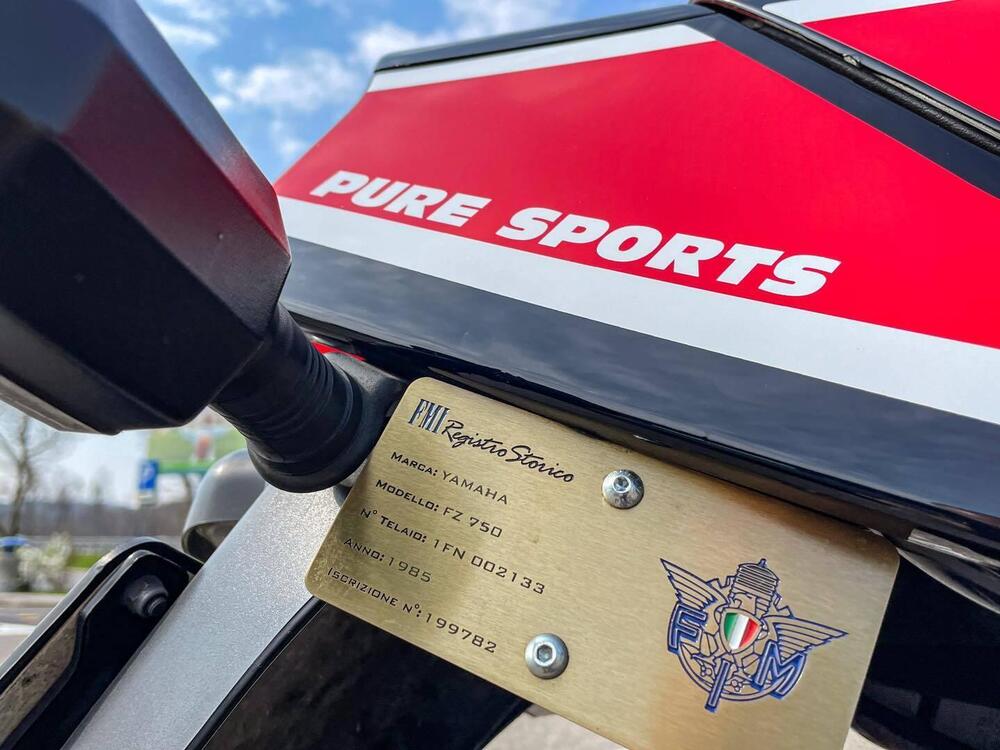 PURE SPORTS
FMI Registro Storico
MARCA: YAMAHA
MODELLO: FZ 750
N° TELAIO: 1FN 002133
ANNO: 1985
ISCRIZIONE N°: 199782
FMI
P